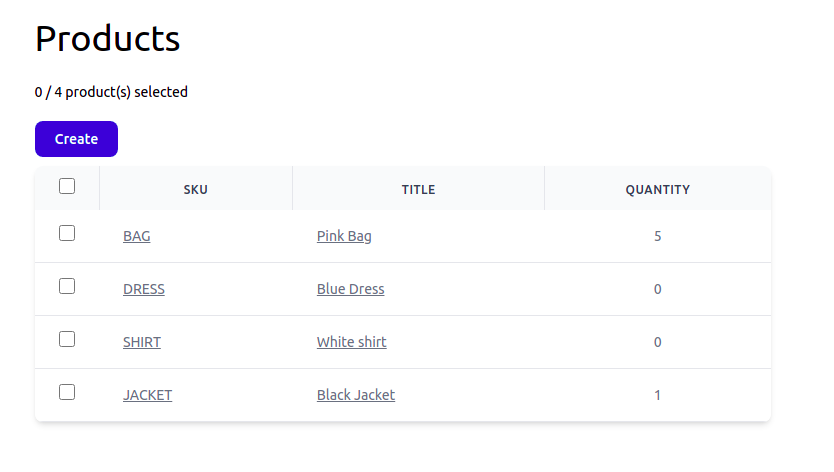 Products
0 / 4 product(s) selected
Create
SKU TITLE QUANTITY
BAG Pink Bag 5
DRESS Blue Dress 0
SHIRT White shirt 0
JACKET Black Jacket 1